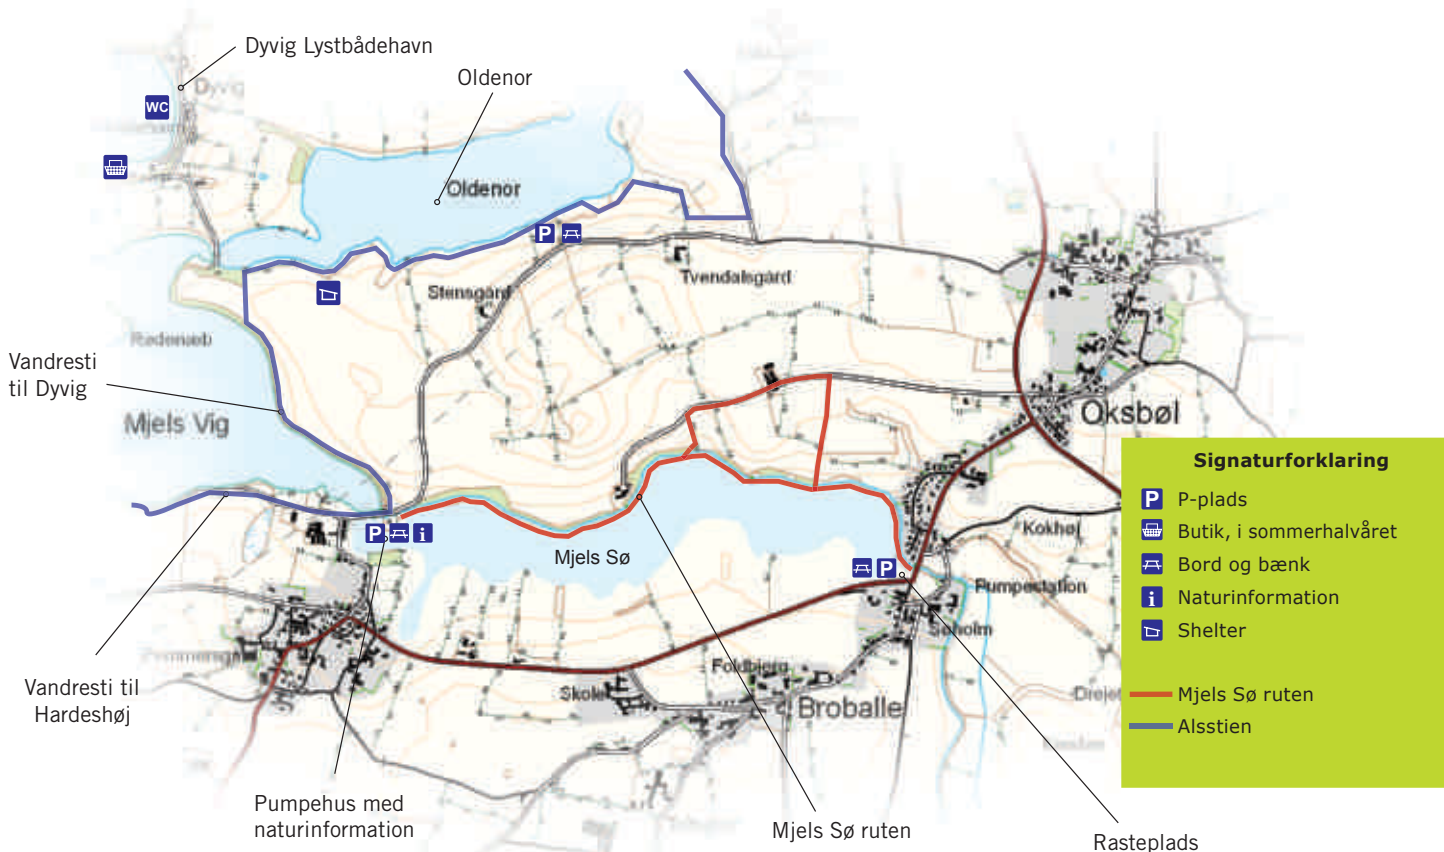 Dyvig Lystbådehavn
Oldenor
Dyvig
WC
Oldenor
P
Stensgård
Tvendalsgård
Vandresti
til Dyvig
Mjels Vig
Oksbøl
P i
Mjels Sø
P
Kokhøj
Pumpestation
Søholm
Foldbjerg
Skole
Broballe
Vandresti til
Hardeshøj
Pumpehus med
naturinformation
Mjels Sø ruten
Rasteplads
Signaturforklaring
P P-plads
Butik, i sommerhalvåret
Bord og bænk
i Naturinformation
Shelter
Mjels Sø ruten
Alsstien